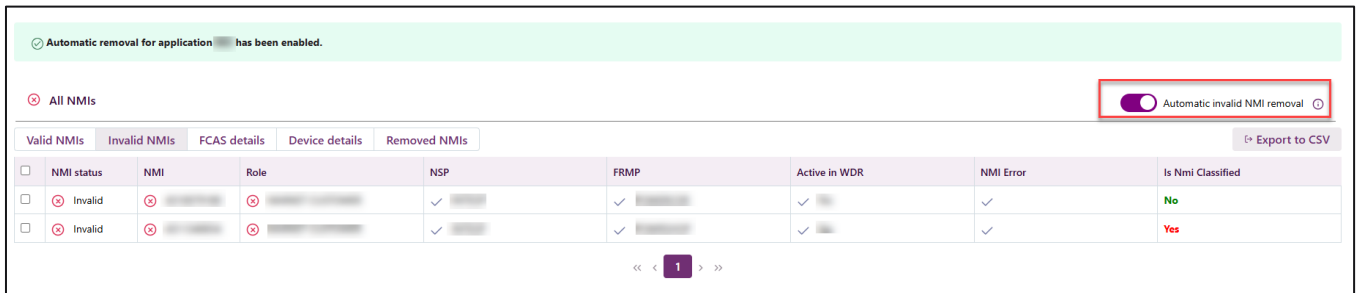 Automatic removal for application has been enabled.
All NMIs
Automatic invalid NMI removal
Valid NMIs Invalid NMIs FCAS details Device details Removed NMIs Export to CSV
NMI status NMI Role NSP FRMP Active in WDR NMI Error Is Nmi Classified
Invalid No
Invalid Yes
« ‹ 1 › »